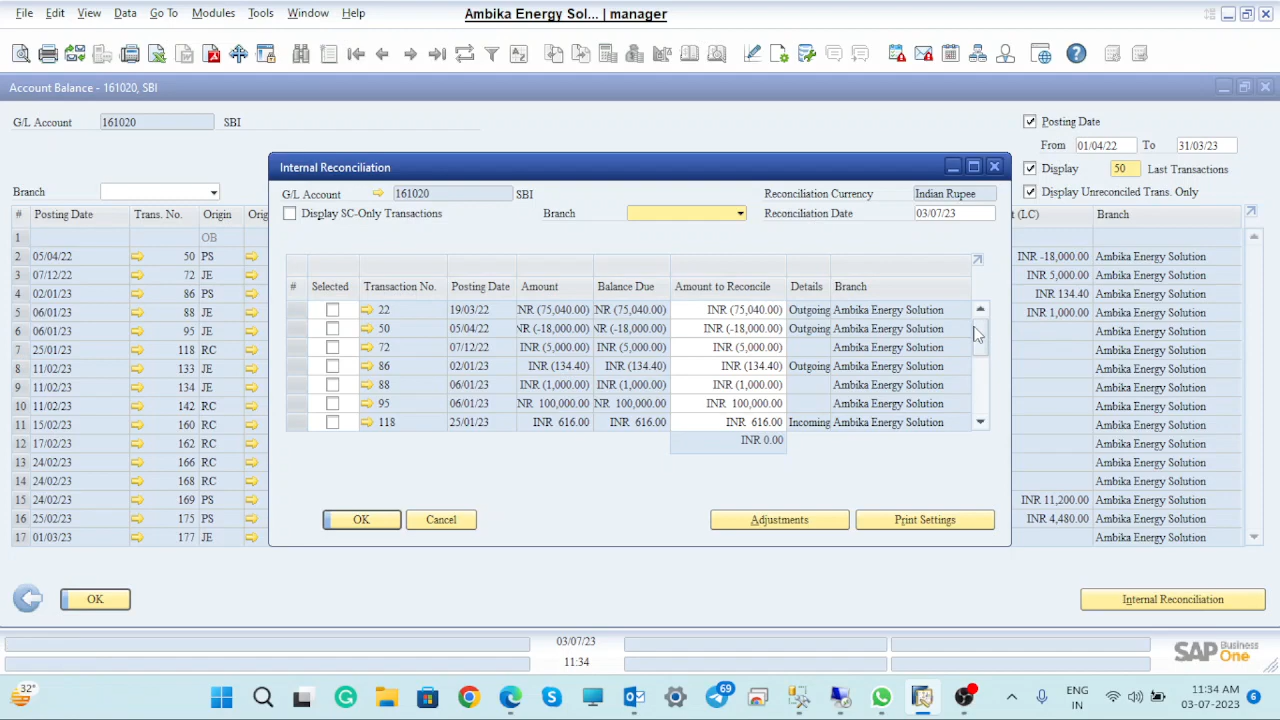 File Edit View Data Go To Modules Tools Window Help
Ambika Energy Sol... | manager
Account Balance - 161020, SBI
G/L Account 161020 SBI
Posting Date
From 01/04/22 To 31/03/23
Display 50 Last Transactions
Display Unreconciled Trans. Only
Branch
# Posting Date Trans. No. Origin (LC) Branch
1 OB
2 05/04/22 50 PS INR -18,000.00 Ambika Energy Solution
3 07/12/22 72 JE INR 5,000.00 Ambika Energy Solution
4 02/01/23 86 PS INR 134.40 Ambika Energy Solution
5 06/01/23 88 JE INR 1,000.00 Ambika Energy Solution
6 06/01/23 95 JE Ambika Energy Solution
7 25/01/23 118 RC Ambika Energy Solution
8 11/02/23 133 JE Ambika Energy Solution
9 11/02/23 134 JE Ambika Energy Solution
10 11/02/23 142 RC Ambika Energy Solution
11 15/02/23 160 RC Ambika Energy Solution
12 17/02/23 162 RC Ambika Energy Solution
13 24/02/23 166 RC Ambika Energy Solution
14 24/02/23 168 RC Ambika Energy Solution
15 24/02/23 169 PS INR 11,200.00 Ambika Energy Solution
16 25/02/23 175 PS INR 4,480.00 Ambika Energy Solution
17 01/03/23 177 JE Ambika Energy Solution
OK
Internal Reconciliation
Internal Reconciliation
G/L Account 161020 SBI Reconciliation Currency Indian Rupee
Display SC-Only Transactions Branch Reconciliation Date 03/07/23
# Selected Transaction No. Posting Date Amount Balance Due Amount to Reconcile Details Branch
22 19/03/22 NR (75,040.00) NR (75,040.00) INR (75,040.00) Outgoing Ambika Energy Solution
50 05/04/22 NR (-18,000.00) NR (-18,000.00) INR (-18,000.00) Outgoing Ambika Energy Solution
72 07/12/22 INR (5,000.00) INR (5,000.00) INR (5,000.00) Ambika Energy Solution
86 02/01/23 INR (134.40) INR (134.40) INR (134.40) Outgoing Ambika Energy Solution
88 06/01/23 INR (1,000.00) INR (1,000.00) INR (1,000.00) Ambika Energy Solution
95 06/01/23 NR 100,000.00 NR 100,000.00 INR 100,000.00 Ambika Energy Solution
118 25/01/23 INR 616.00 INR 616.00 INR 616.00 Incoming Ambika Energy Solution
INR 0.00
OK Cancel Adjustments Print Settings
03/07/23
11:34
SAP Business One
32°
69
ENG
IN
11:34 AM
03-07-2023
6